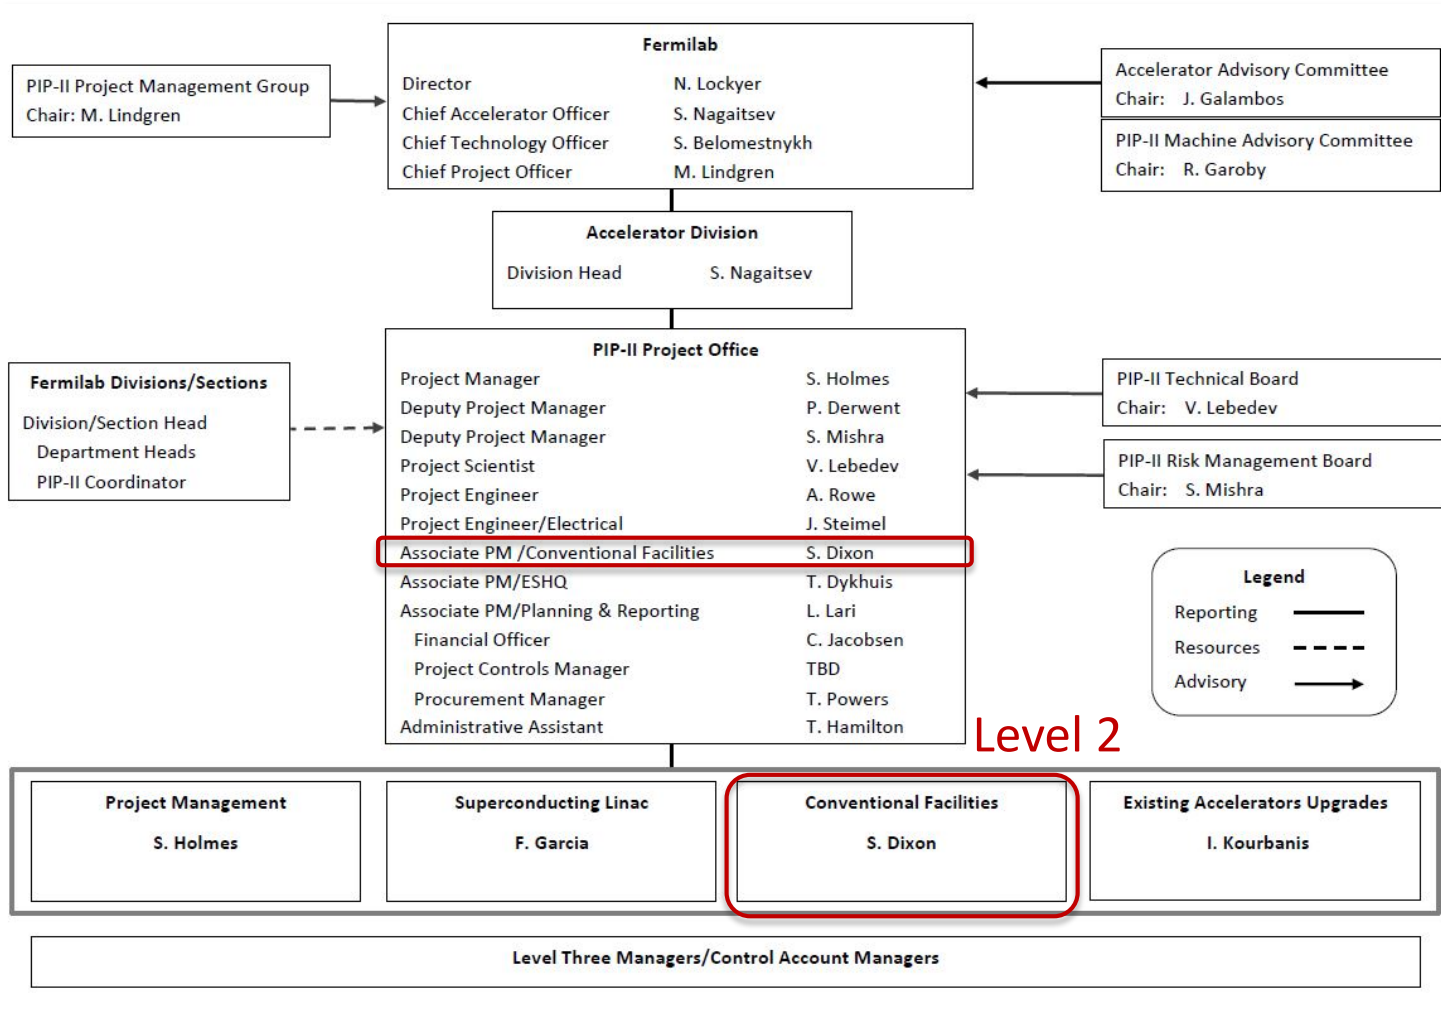 Fermilab
Director N. Lockyer
Chief Accelerator Officer S. Nagaitsev
Chief Technology Officer S. Belomestnykh
Chief Project Officer M. Lindgren
PIP-II Project Management Group
Chair: M. Lindgren
Accelerator Advisory Committee
Chair: J. Galambos
PIP-II Machine Advisory Committee
Chair: R. Garoby
Accelerator Division
Division Head S. Nagaitsev
PIP-II Project Office
Project Manager S. Holmes
Deputy Project Manager P. Derwent
Deputy Project Manager S. Mishra
Project Scientist V. Lebedev
Project Engineer A. Rowe
Project Engineer/Electrical J. Steimel
Associate PM /Conventional Facilities S. Dixon
Associate PM/ESHQ T. Dykhuis
Associate PM/Planning & Reporting L. Lari
Financial Officer C. Jacobsen
Project Controls Manager TBD
Procurement Manager T. Powers
Administrative Assistant T. Hamilton
Fermilab Divisions/Sections
Division/Section Head
Department Heads
PIP-II Coordinator
PIP-II Technical Board
Chair: V. Lebedev
PIP-II Risk Management Board
Chair: S. Mishra
Legend
Reporting
Resources
Advisory
Level 2
Project Management
S. Holmes
Superconducting Linac
F. Garcia
Conventional Facilities
S. Dixon
Existing Accelerators Upgrades
I. Kourbanis
Level Three Managers/Control Account Managers